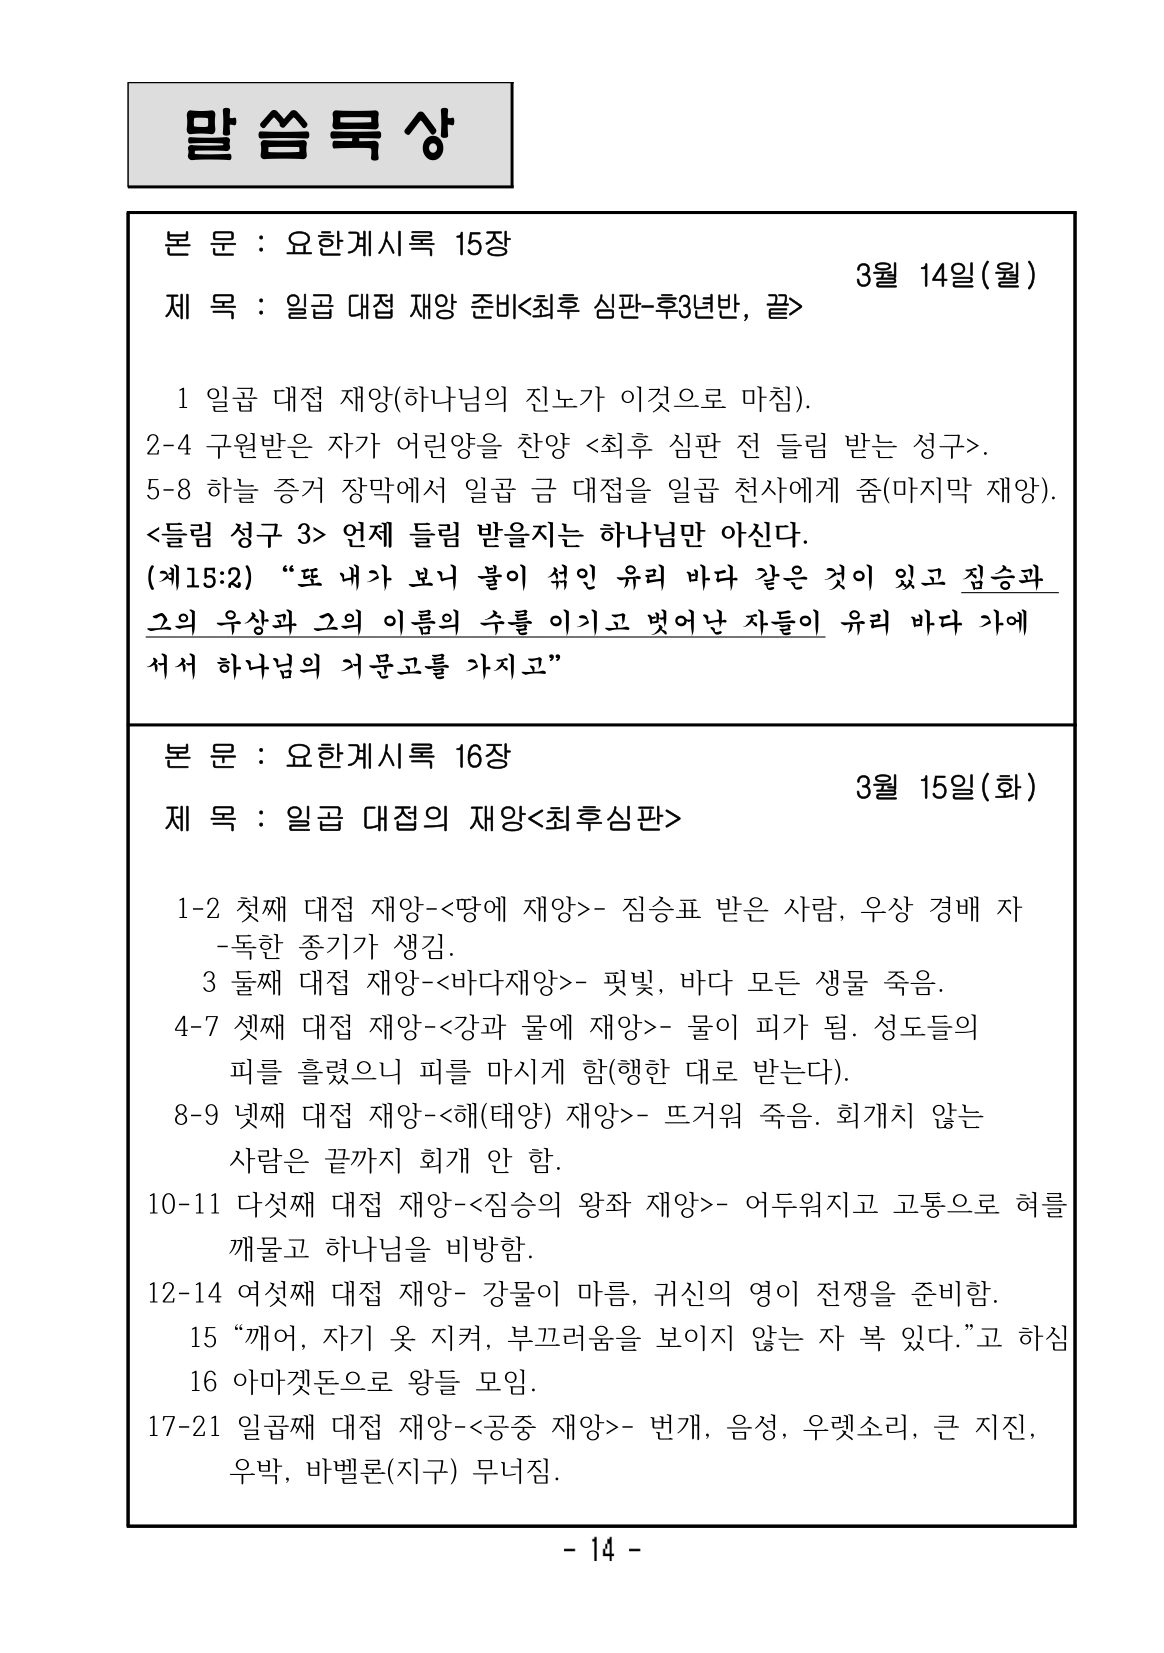 말씀묵상
본 문 : 요한계시록 15장
3월 14일(월)
제 목 : 일곱 대접 재앙 준비<최후 심판-후3년반, 끝>
1 일곱 대접 재앙(하나님의 진노가 이것으로 마침).
2-4 구원받은 자가 어린양을 찬양 <최후 심판 전 들림 받는 성구>.
5-8 하늘 증거 장막에서 일곱 금 대접을 일곱 천사에게 줌(마지막 재앙).
<들림 성구 3> 언제 들림 받을지는 하나님만 아신다.
(계15:2) “또 내가 보니 불이 섞인 유리 바다 같은 것이 있고 짐승과
그의 우상과 그의 이름의 수를 이기고 벗어난 자들이 유리 바다 가에
서서 하나님의 거문고를 가지고”
본 문 : 요한계시록 16장
3월 15일(화)
제 목 : 일곱 대접의 재앙<최후심판>
1-2 첫째 대접 재앙-<땅에 재앙>- 짐승표 받은 사람, 우상 경배 자
-독한 종기가 생김.
3 둘째 대접 재앙-<바다재앙>- 핏빛, 바다 모든 생물 죽음.
4-7 셋째 대접 재앙-<강과 물에 재앙>- 물이 피가 됨. 성도들의
피를 흘렸으니 피를 마시게 함(행한 대로 받는다).
8-9 넷째 대접 재앙-<해(태양) 재앙>- 뜨거워 죽음. 회개치 않는
사람은 끝까지 회개 안 함.
10-11 다섯째 대접 재앙-<짐승의 왕좌 재앙>- 어두워지고 고통으로 혀를
깨물고 하나님을 비방함.
12-14 여섯째 대접 재앙- 강물이 마름, 귀신의 영이 전쟁을 준비함.
15 “깨어, 자기 옷 지켜, 부끄러움을 보이지 않는 자 복 있다.”고 하심
16 아마겟돈으로 왕들 모임.
17-21 일곱째 대접 재앙-<공중 재앙>- 번개, 음성, 우렛소리, 큰 지진,
우박, 바벨론(지구) 무너짐.
- 14 -